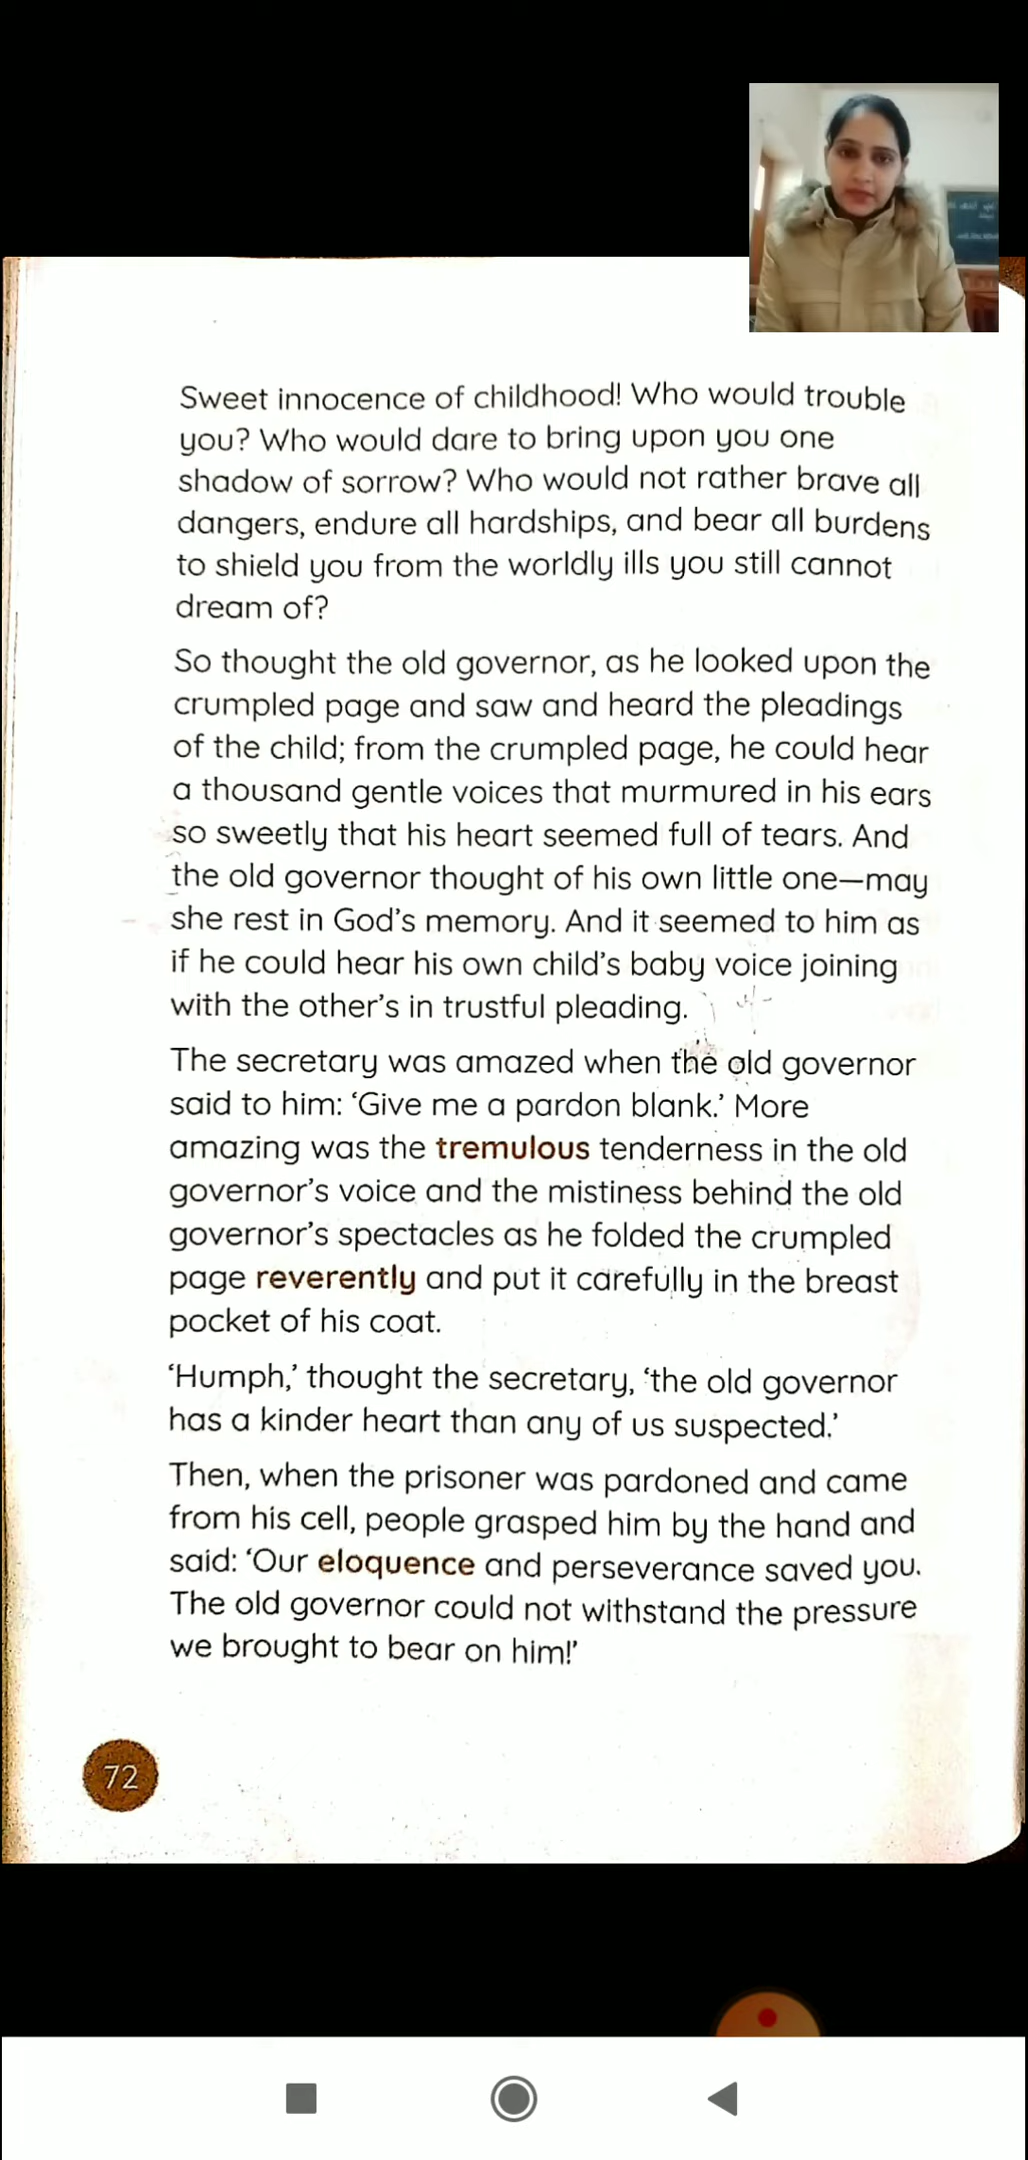 Sweet innocence of childhood! Who would trouble
you? Who would dare to bring upon you one
shadow of sorrow? Who would not rather brave all
dangers, endure all hardships, and bear all burdens
to shield you from the worldly ills you still cannot
dream of?
So thought the old governor, as he looked upon the
crumpled page and saw and heard the pleadings
of the child; from the crumpled page, he could hear
a thousand gentle voices that murmured in his ears
so sweetly that his heart seemed full of tears. And
the old governor thought of his own little one—may
she rest in God's memory. And it seemed to him as
if he could hear his own child's baby voice joining
with the other's in trustful pleading.
The secretary was amazed when the old governor
said to him: ‘Give me a pardon blank.’ More
amazing was the tremulous tenderness in the old
governor's voice and the mistiness behind the old
governor's spectacles as he folded the crumpled
page reverently and put it carefully in the breast
pocket of his coat.
‘Humph,’ thought the secretary, ‘the old governor
has a kinder heart than any of us suspected.’
Then, when the prisoner was pardoned and came
from his cell, people grasped him by the hand and
said: ‘Our eloquence and perseverance saved you.
The old governor could not withstand the pressure
we brought to bear on him!’
72